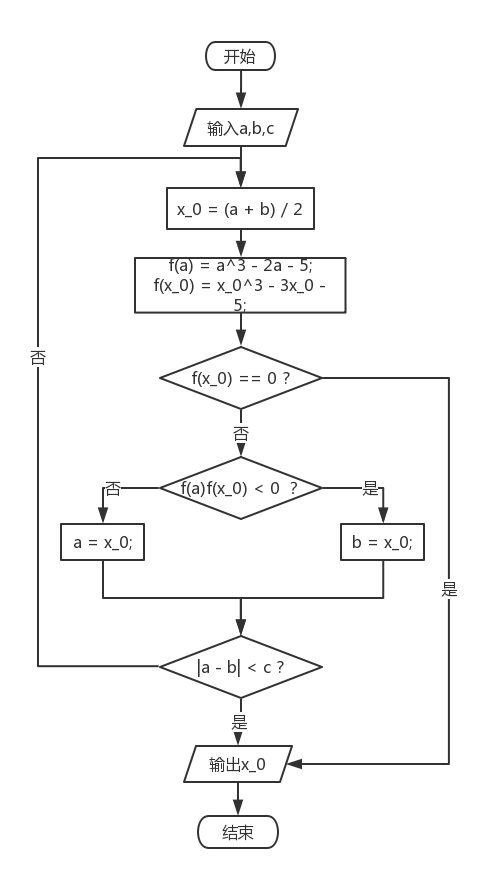 开始
输入a,b,c
x_0 = (a + b) / 2
f(a) = a^3 - 2a - 5;
f(x_0) = x_0^3 - 3x_0 -
5;
f(x_0) == 0 ?
否
否
f(a)f(x_0) < 0 ?
否
是
a = x_0;
b = x_0;
是
|a - b| < c ?
是
输出x_0
结束